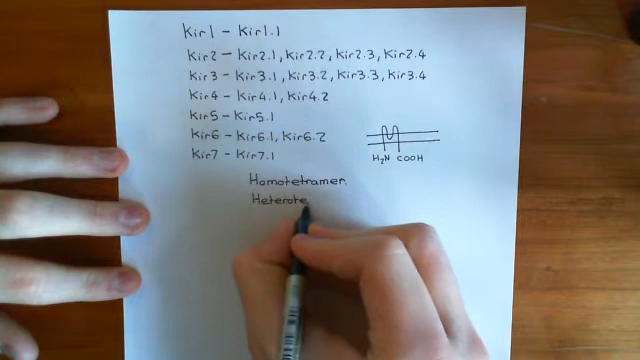 Kir1 - Kir1.1
Kir2 - Kir2.1, Kir2.2, Kir2.3, Kir2.4
Kir3 - Kir3.1, Kir3.2, Kir3.3, Kir3.4
Kir4 - Kir4.1, Kir4.2
Kir5 - Kir5.1
Kir6 - Kir6.1, Kir6.2
Kir7 - Kir7.1
H₂N COOH
Homotetramer.
Heterote